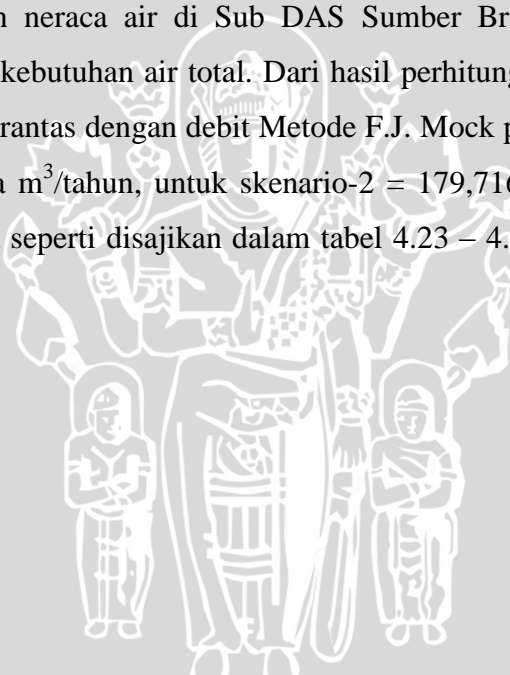 neraca air di Sub DAS Sumber Br
kebutuhan air total. Dari hasil perhitung
rantas dengan debit Metode F.J. Mock p
m³/tahun, untuk skenario-2 = 179,716
seperti disajikan dalam tabel 4.23 – 4.